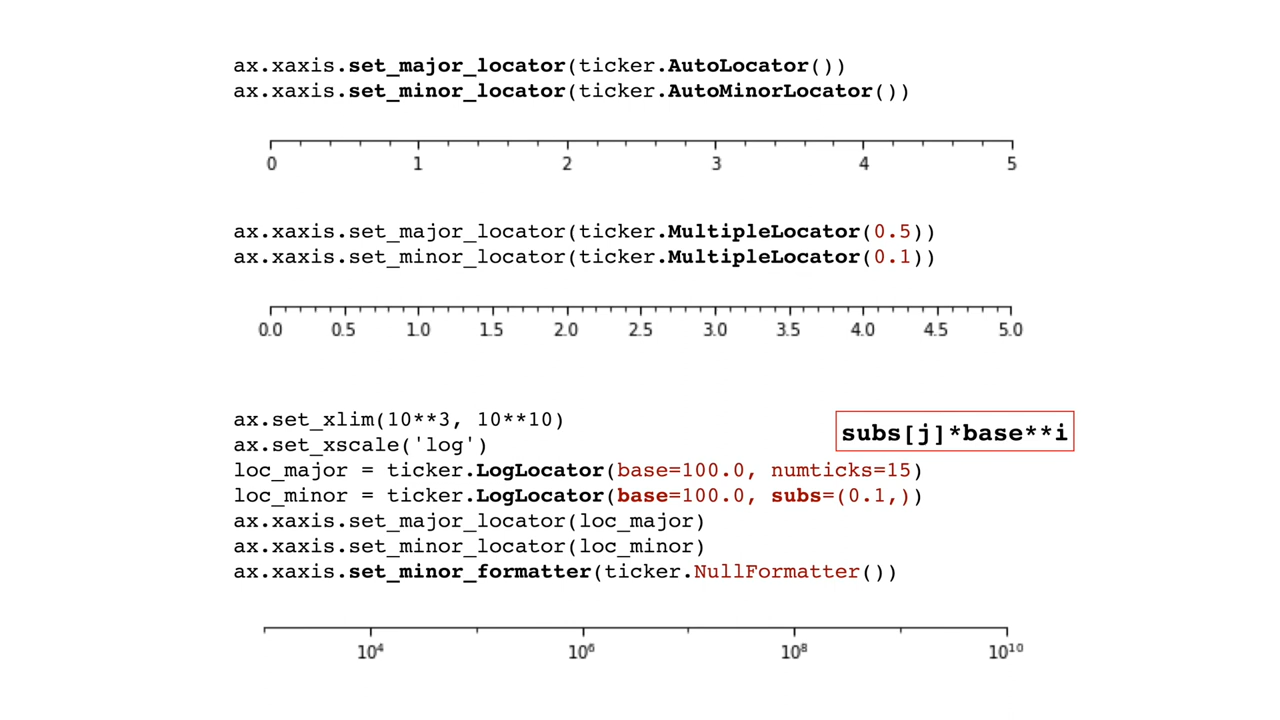 ax.xaxis.set_major_locator(ticker.AutoLocator())
ax.xaxis.set_minor_locator(ticker.AutoMinorLocator())
0 1 2 3 4 5
ax.xaxis.set_major_locator(ticker.MultipleLocator(0.5))
ax.xaxis.set_minor_locator(ticker.MultipleLocator(0.1))
0.0 0.5 1.0 1.5 2.0 2.5 3.0 3.5 4.0 4.5 5.0
ax.set_xlim(10**3, 10**10)
subs[j]*base**i
ax.set_xscale('log')
loc_major = ticker.LogLocator(base=100.0, numticks=15)
loc_minor = ticker.LogLocator(base=100.0, subs=(0.1,))
ax.xaxis.set_major_locator(loc_major)
ax.xaxis.set_minor_locator(loc_minor)
ax.xaxis.set_minor_formatter(ticker.NullFormatter())
10⁴ 10⁶ 10⁸ 10¹⁰